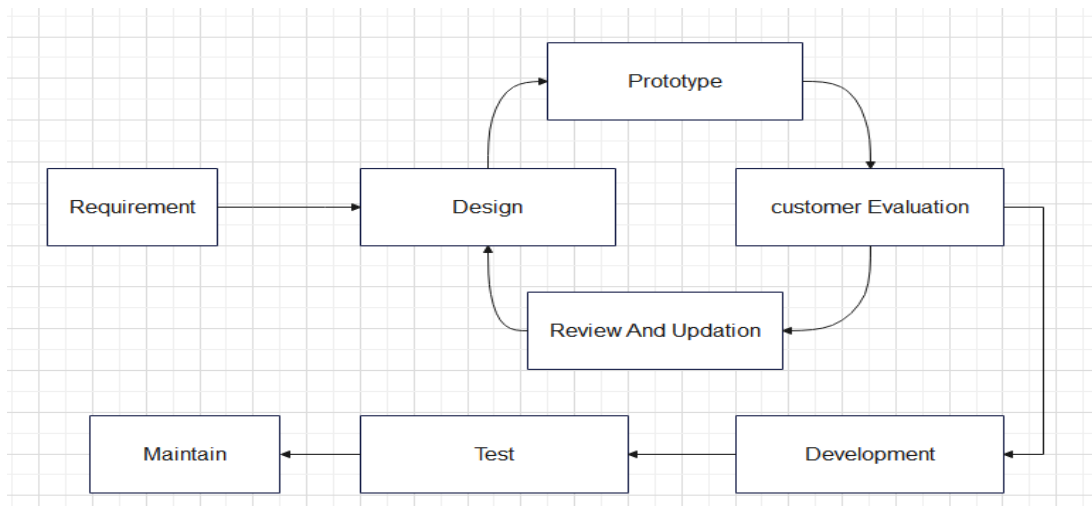 Prototype
Requirement
Design
customer Evaluation
Review And Updation
Maintain
Test
Development